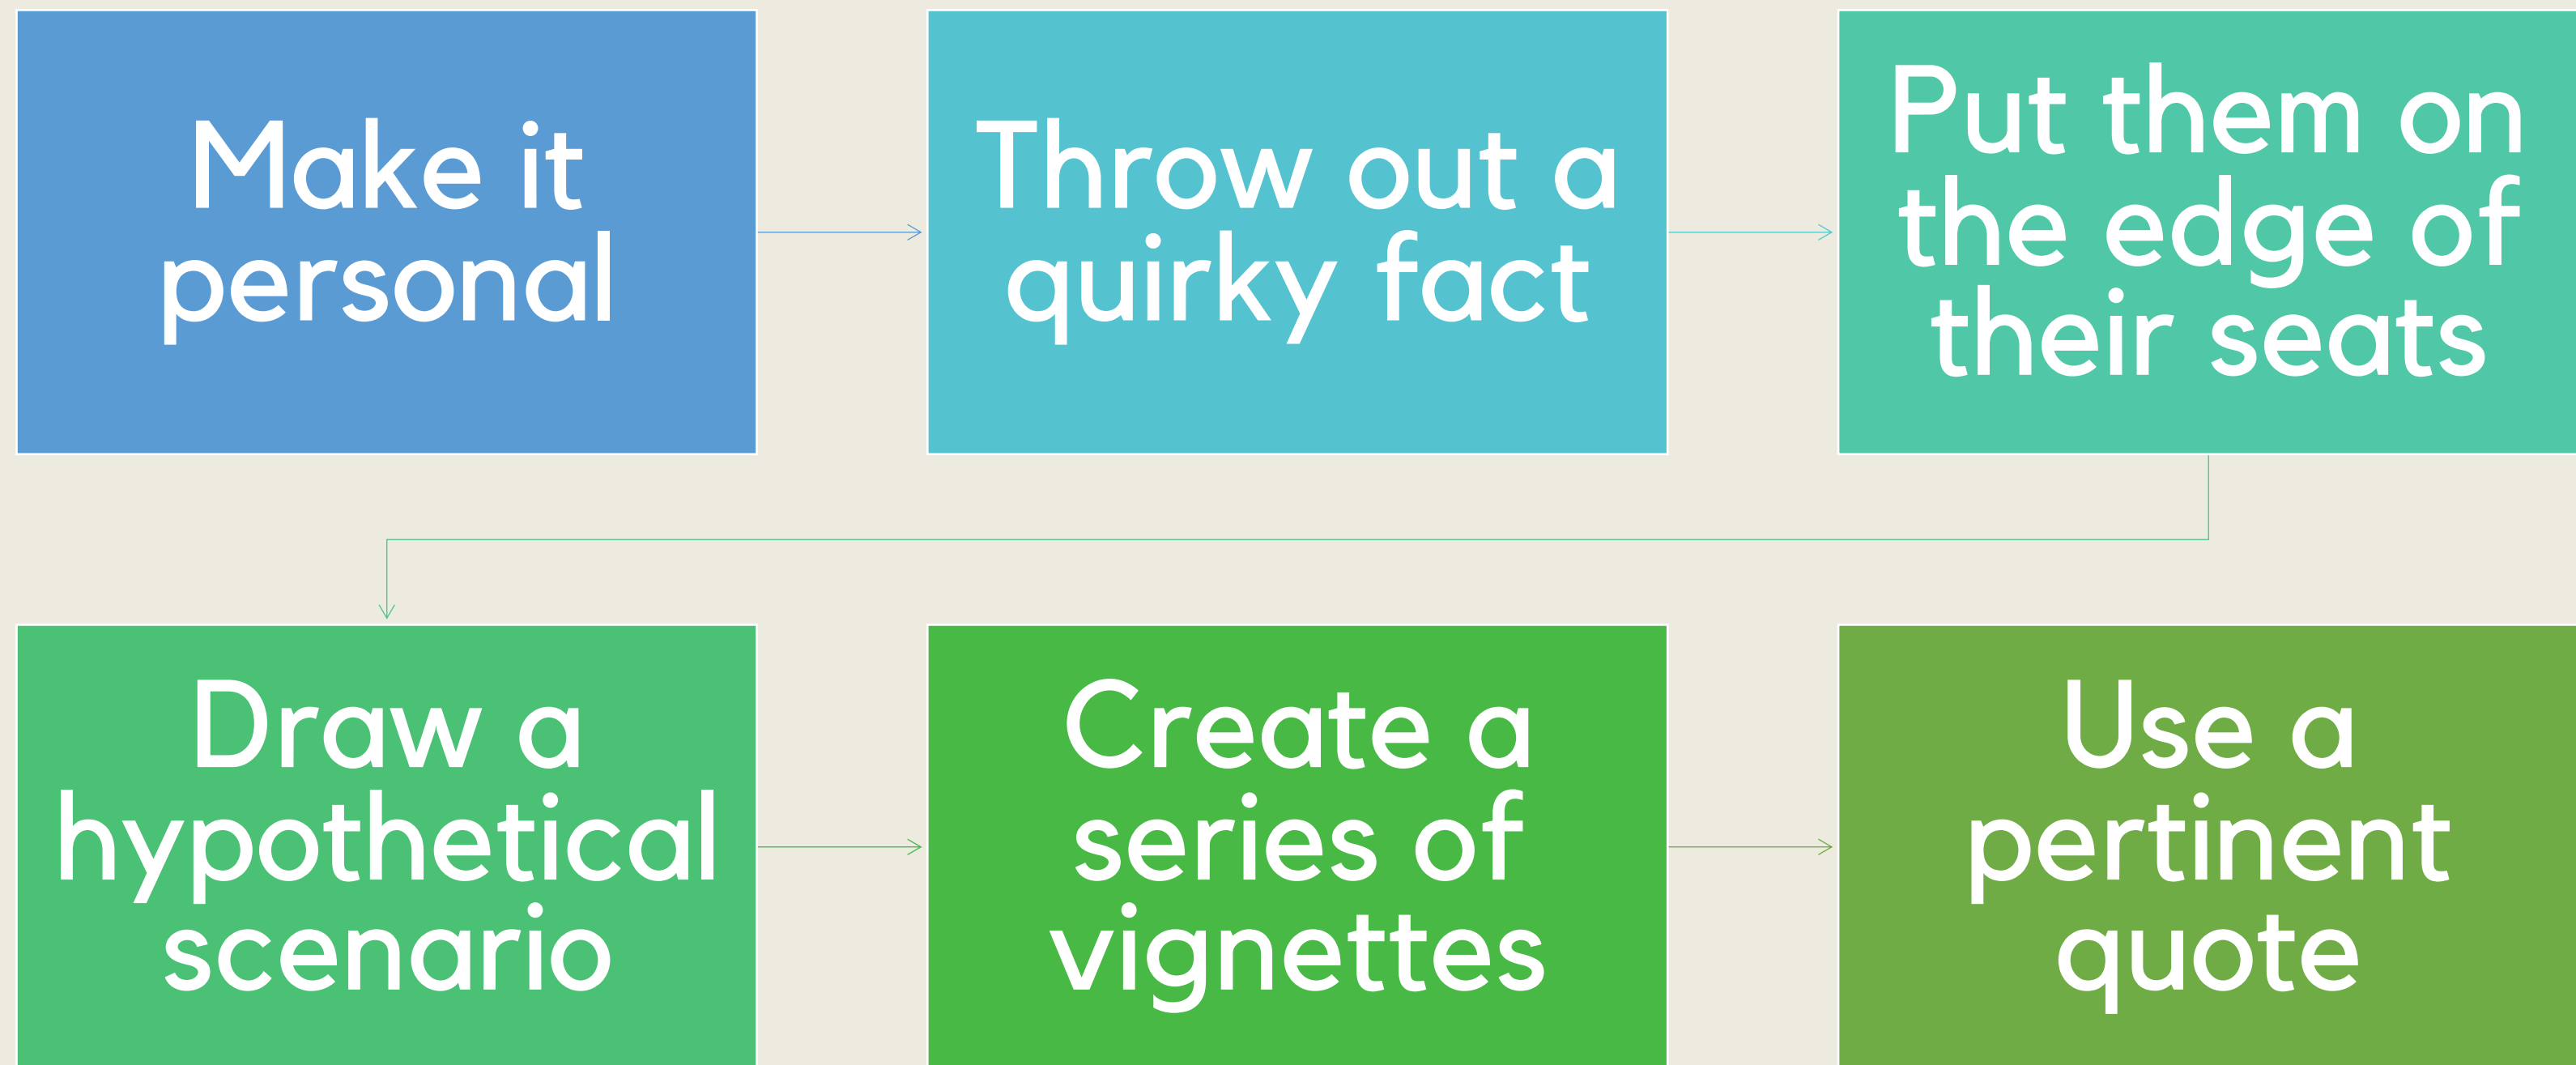 Make it
personal
Throw out a
quirky fact
Put them on
the edge of
their seats
Draw a
hypothetical
scenario
Create a
series of
vignettes
Use a
pertinent
quote